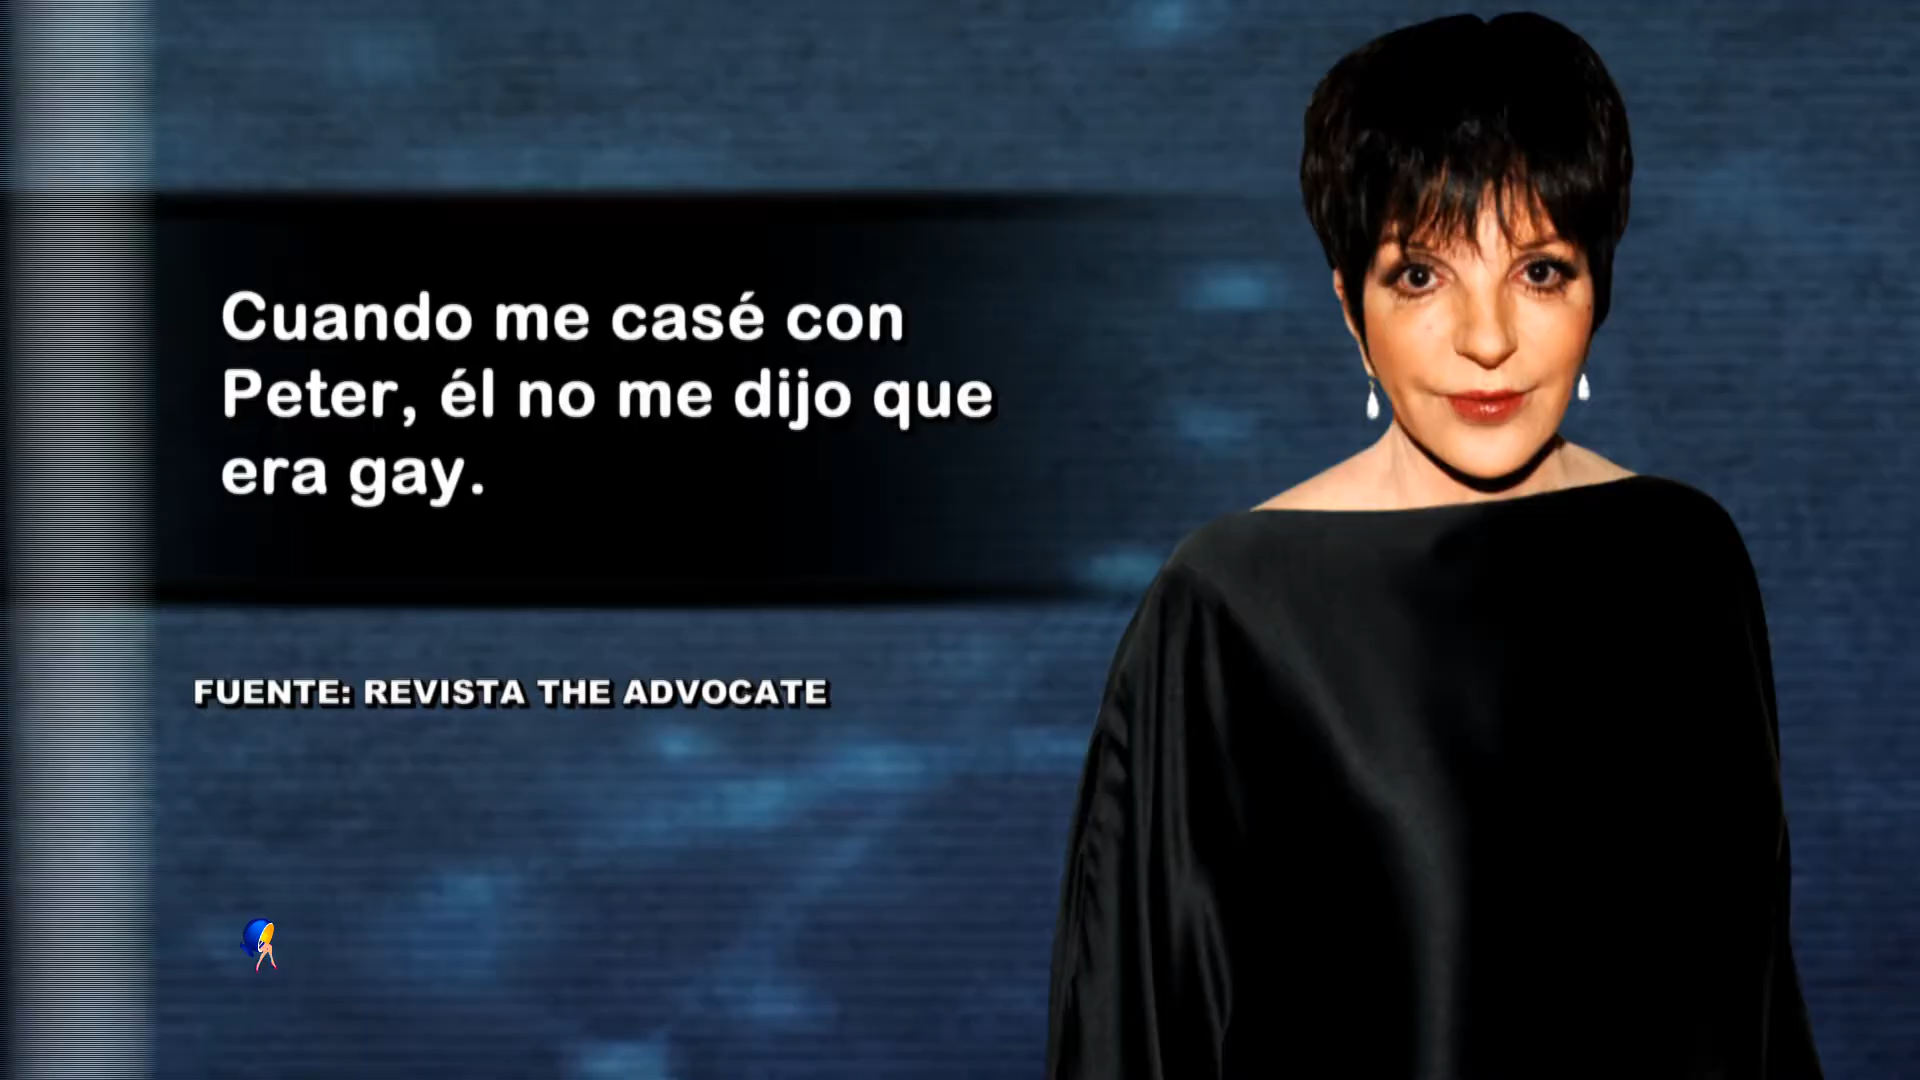 Cuando me casé con
Peter, él no me dijo que
era gay.
FUENTE: REVISTA THE ADVOCATE